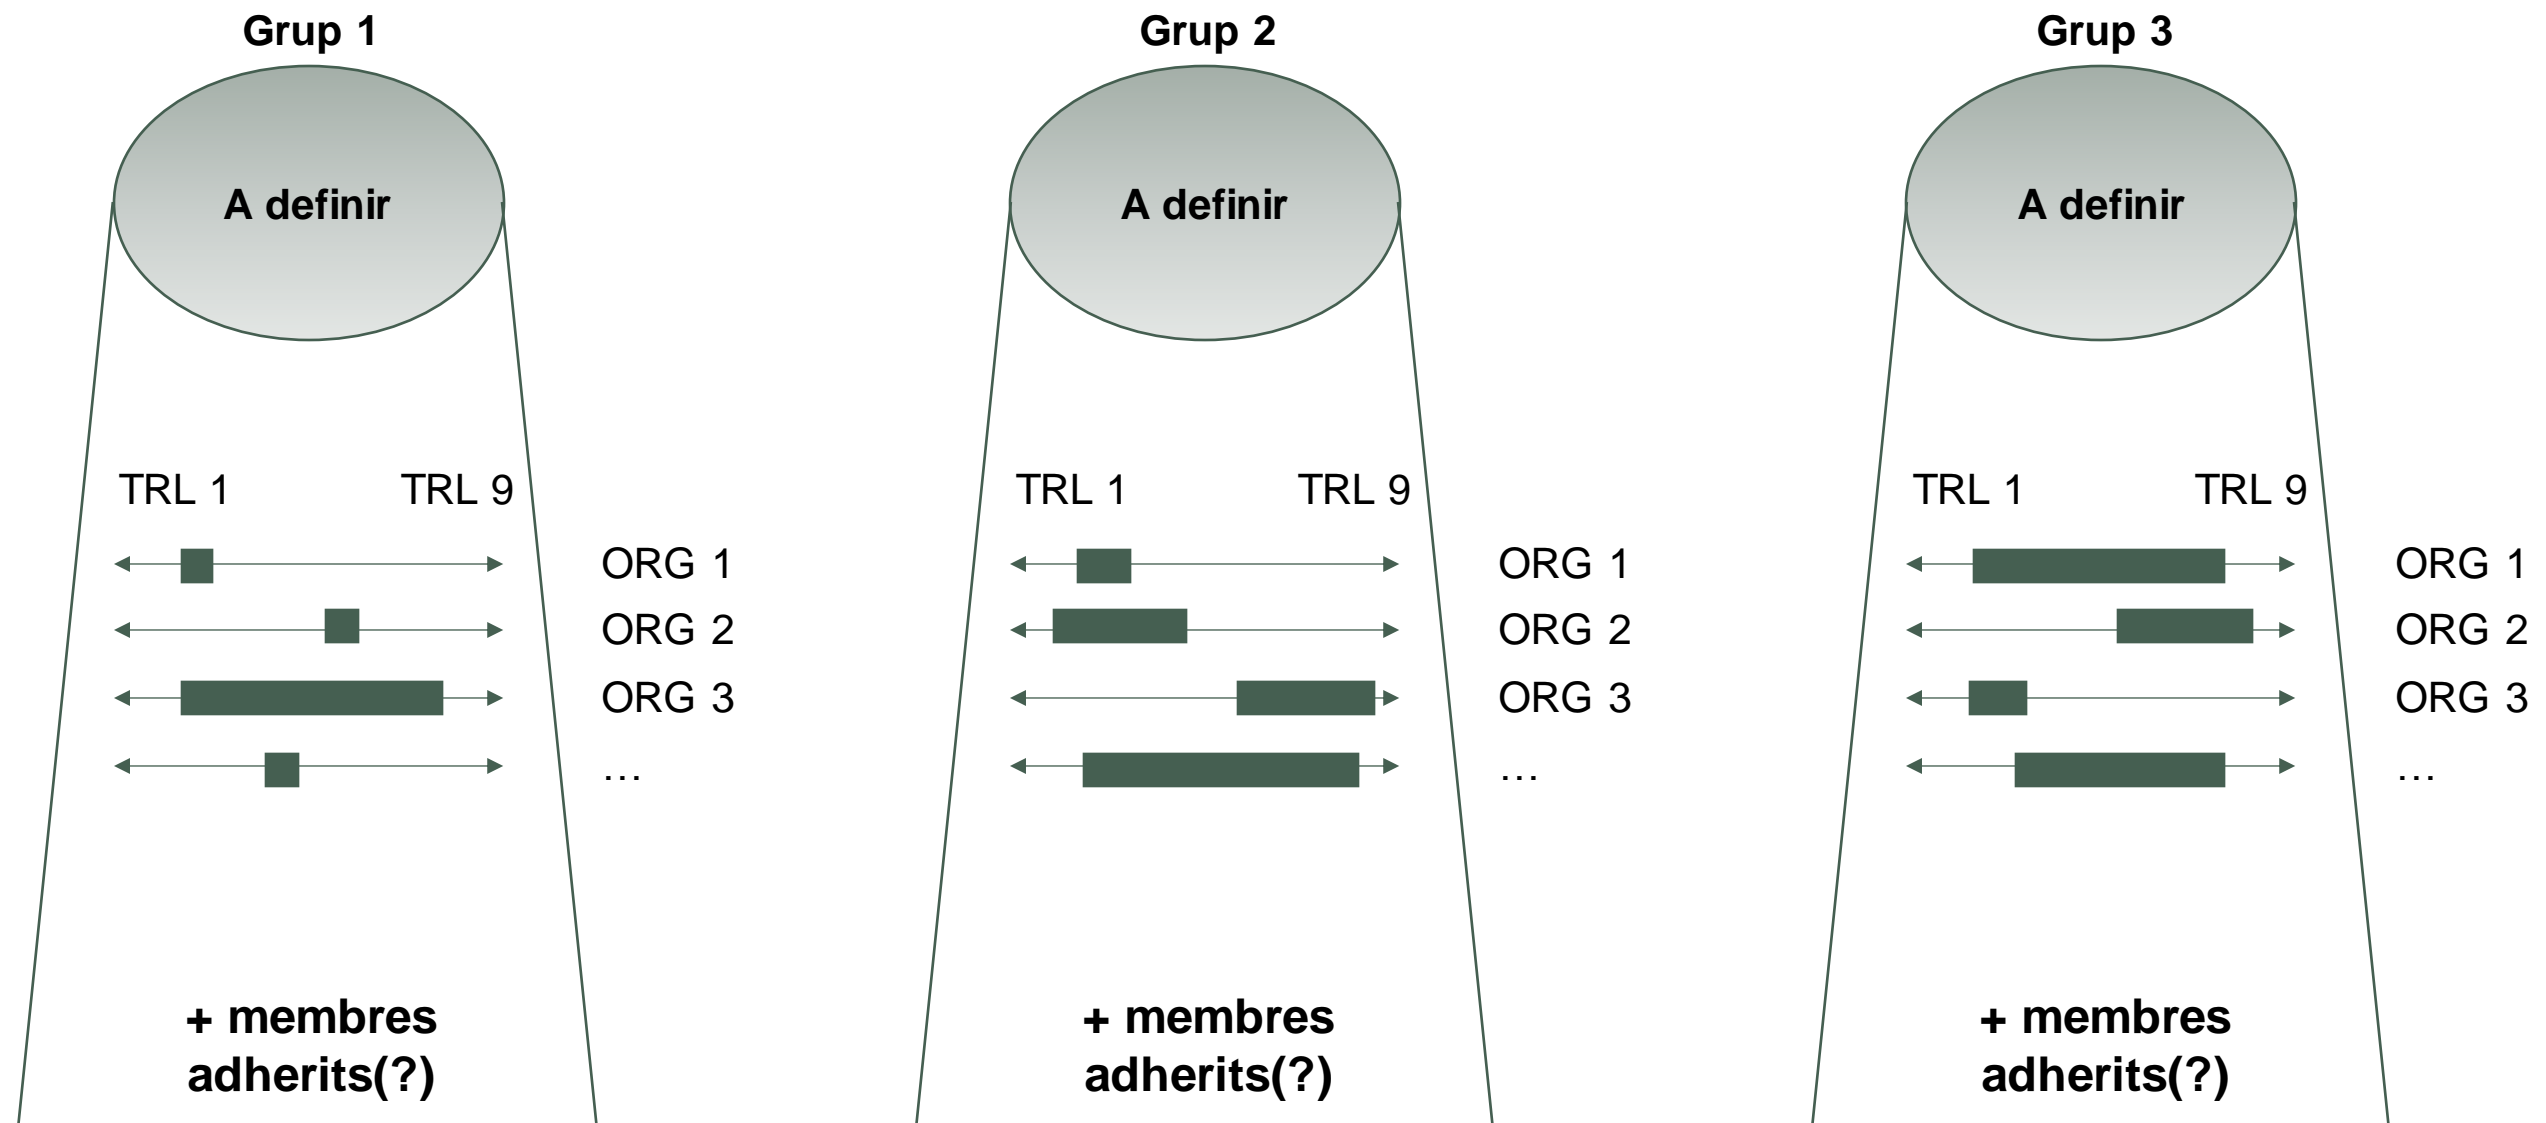 Grup 1
A definir
TRL 1 TRL 9
ORG 1
ORG 2
ORG 3
…
+ membres
adherits(?)
Grup 2
A definir
TRL 1 TRL 9
ORG 1
ORG 2
ORG 3
…
+ membres
adherits(?)
Grup 3
A definir
TRL 1 TRL 9
ORG 1
ORG 2
ORG 3
…
+ membres
adherits(?)